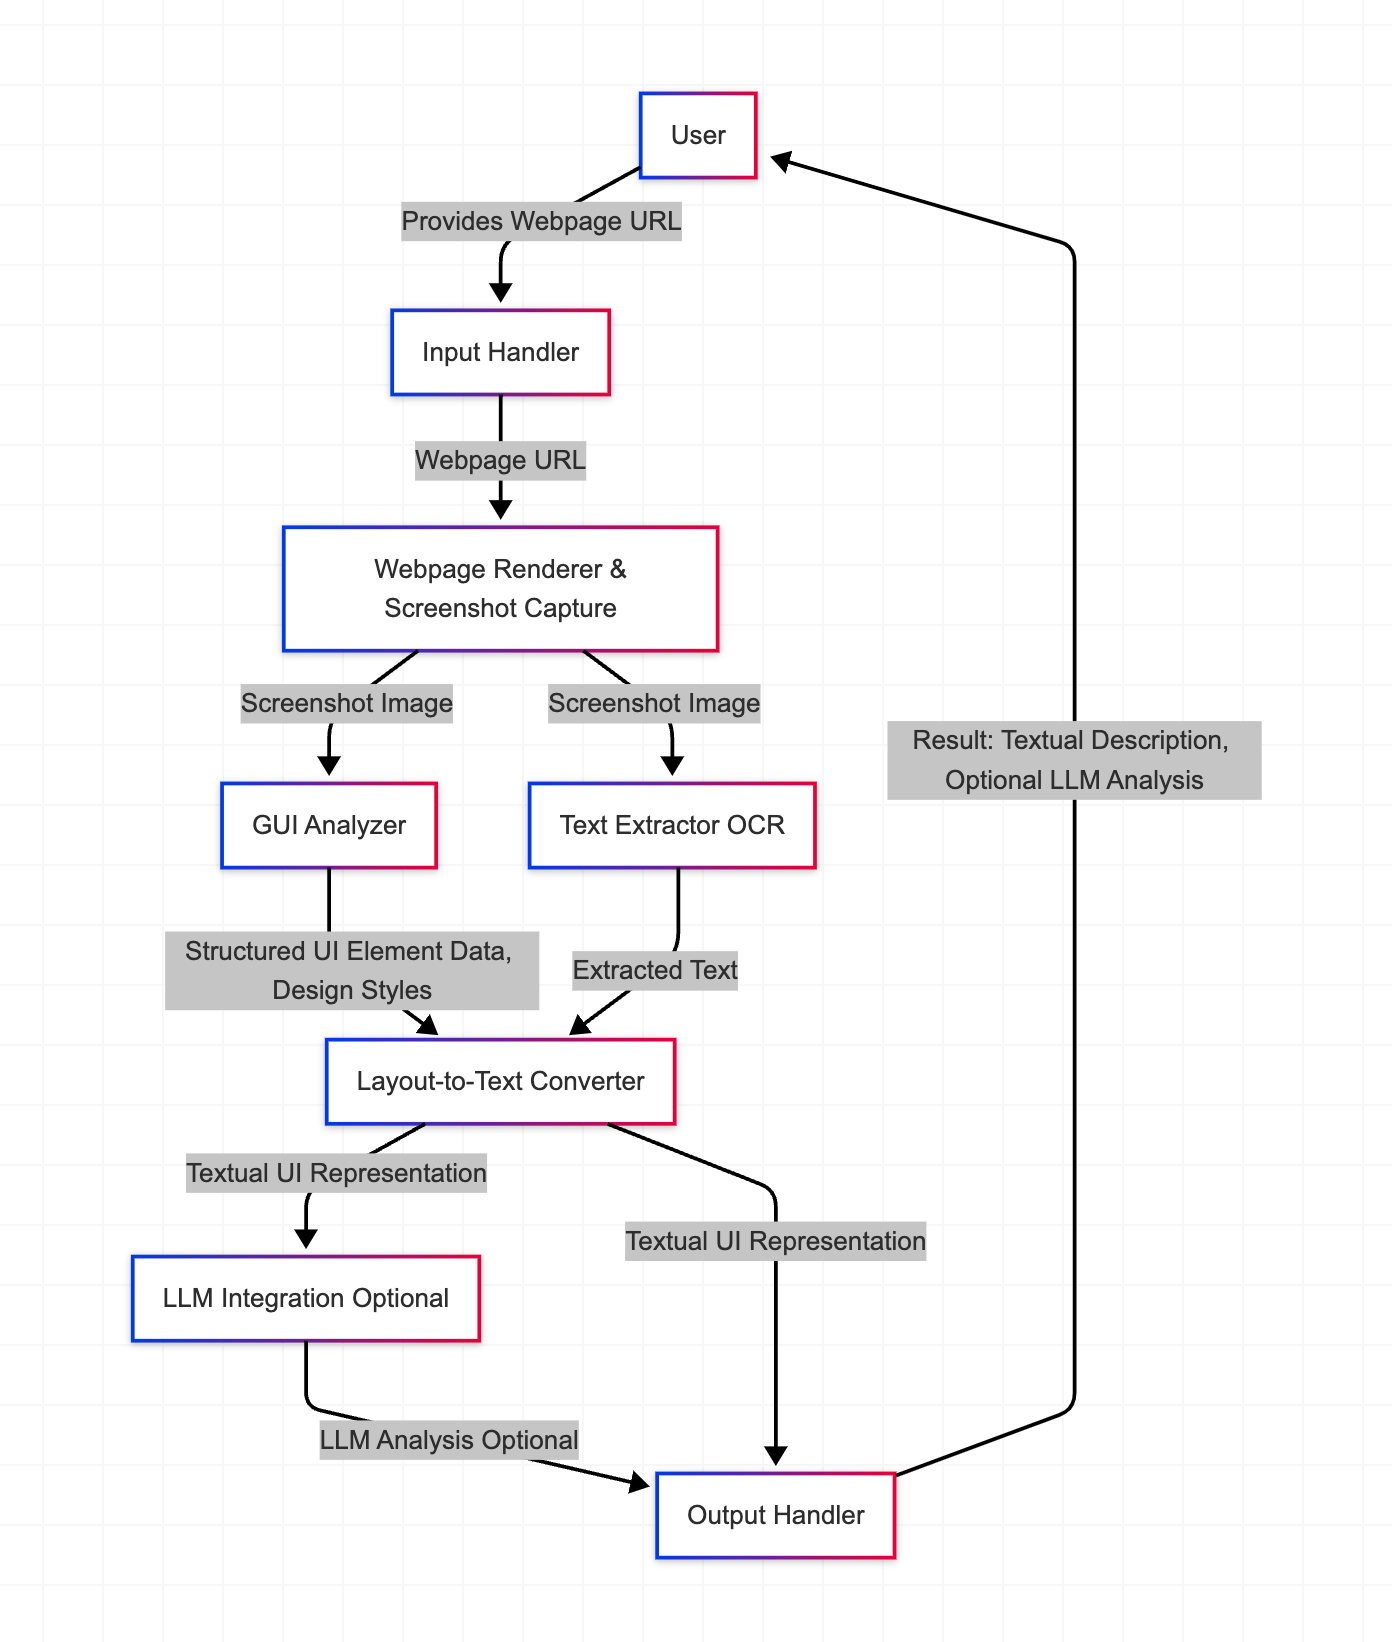 User
Provides Webpage URL
Input Handler
Webpage URL
Webpage Renderer &
Screenshot Capture
Screenshot Image
Screenshot Image
GUI Analyzer
Text Extractor OCR
Result: Textual Description,
Optional LLM Analysis
Structured UI Element Data,
Design Styles
Extracted Text
Layout-to-Text Converter
Textual UI Representation
Textual UI Representation
LLM Integration Optional
LLM Analysis Optional
Output Handler